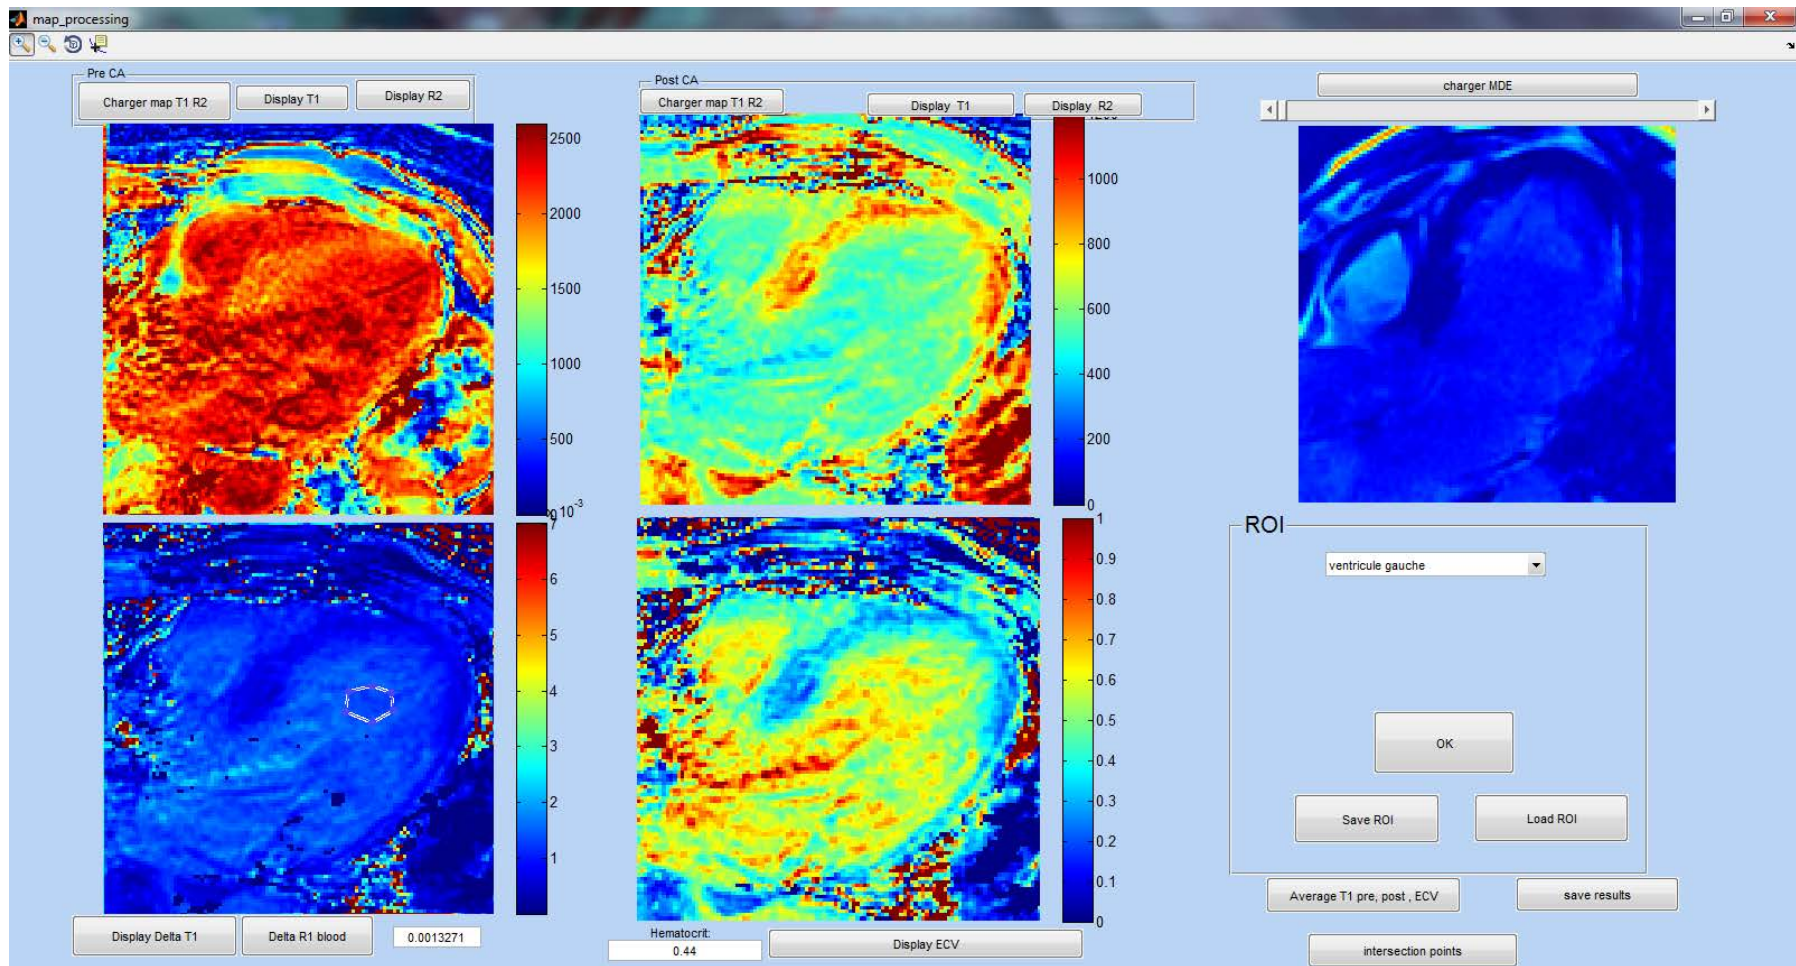 map_processing
Pre CA
Charger map T1 R2
Display T1
Display R2
2500
2000
1500
1000
500
Post CA
Charger map T1 R2
Display T1
Display R2
1000
800
600
400
200
0
charger MDE
7
6
5
4
3
2
1
1
0.9
0.8
0.7
0.6
0.5
0.4
0.3
0.2
0.1
0
ROI
ventricule gauche
OK
Save ROI
Load ROI
Average T1 pre, post , ECV
save results
intersection points
Display Delta T1
Delta R1 blood
0.0013271
Hematocrit:
0.44
Display ECV